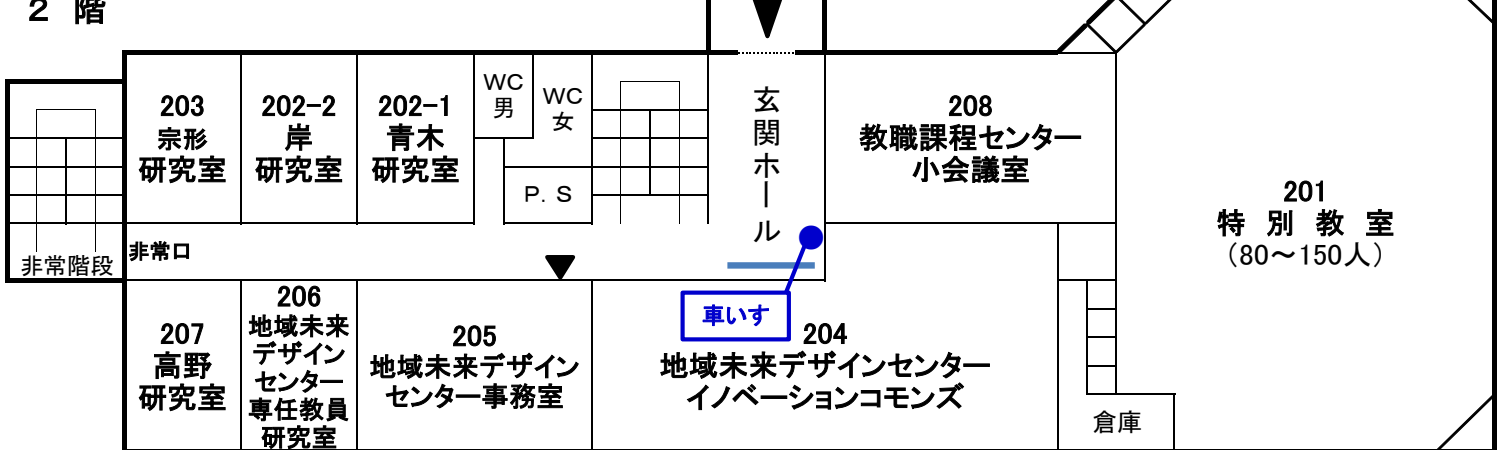 2 階
203
宗形
研究室
202-2
岸
研究室
202-1
青木
研究室
WC
男
WC
女
P. S
玄関ホール
208
教職課程センター
小会議室
201
特 別 教 室
(80~150人)
非常階段
非常口
車いす
207
高野
研究室
206
地域未来
デザイン
センター
専任教員
研究室
205
地域未来デザイン
センター事務室
204
地域未来デザインセンター
イノベーションコモンズ
倉庫